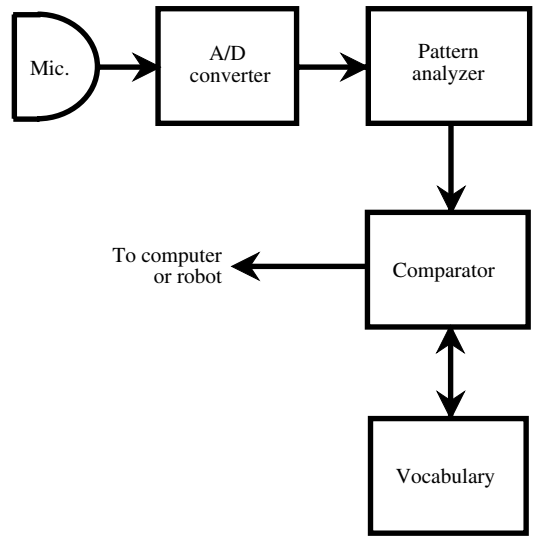 Mic.
A/D
converter
Pattern
analyzer
To computer
or robot
Comparator
Vocabulary